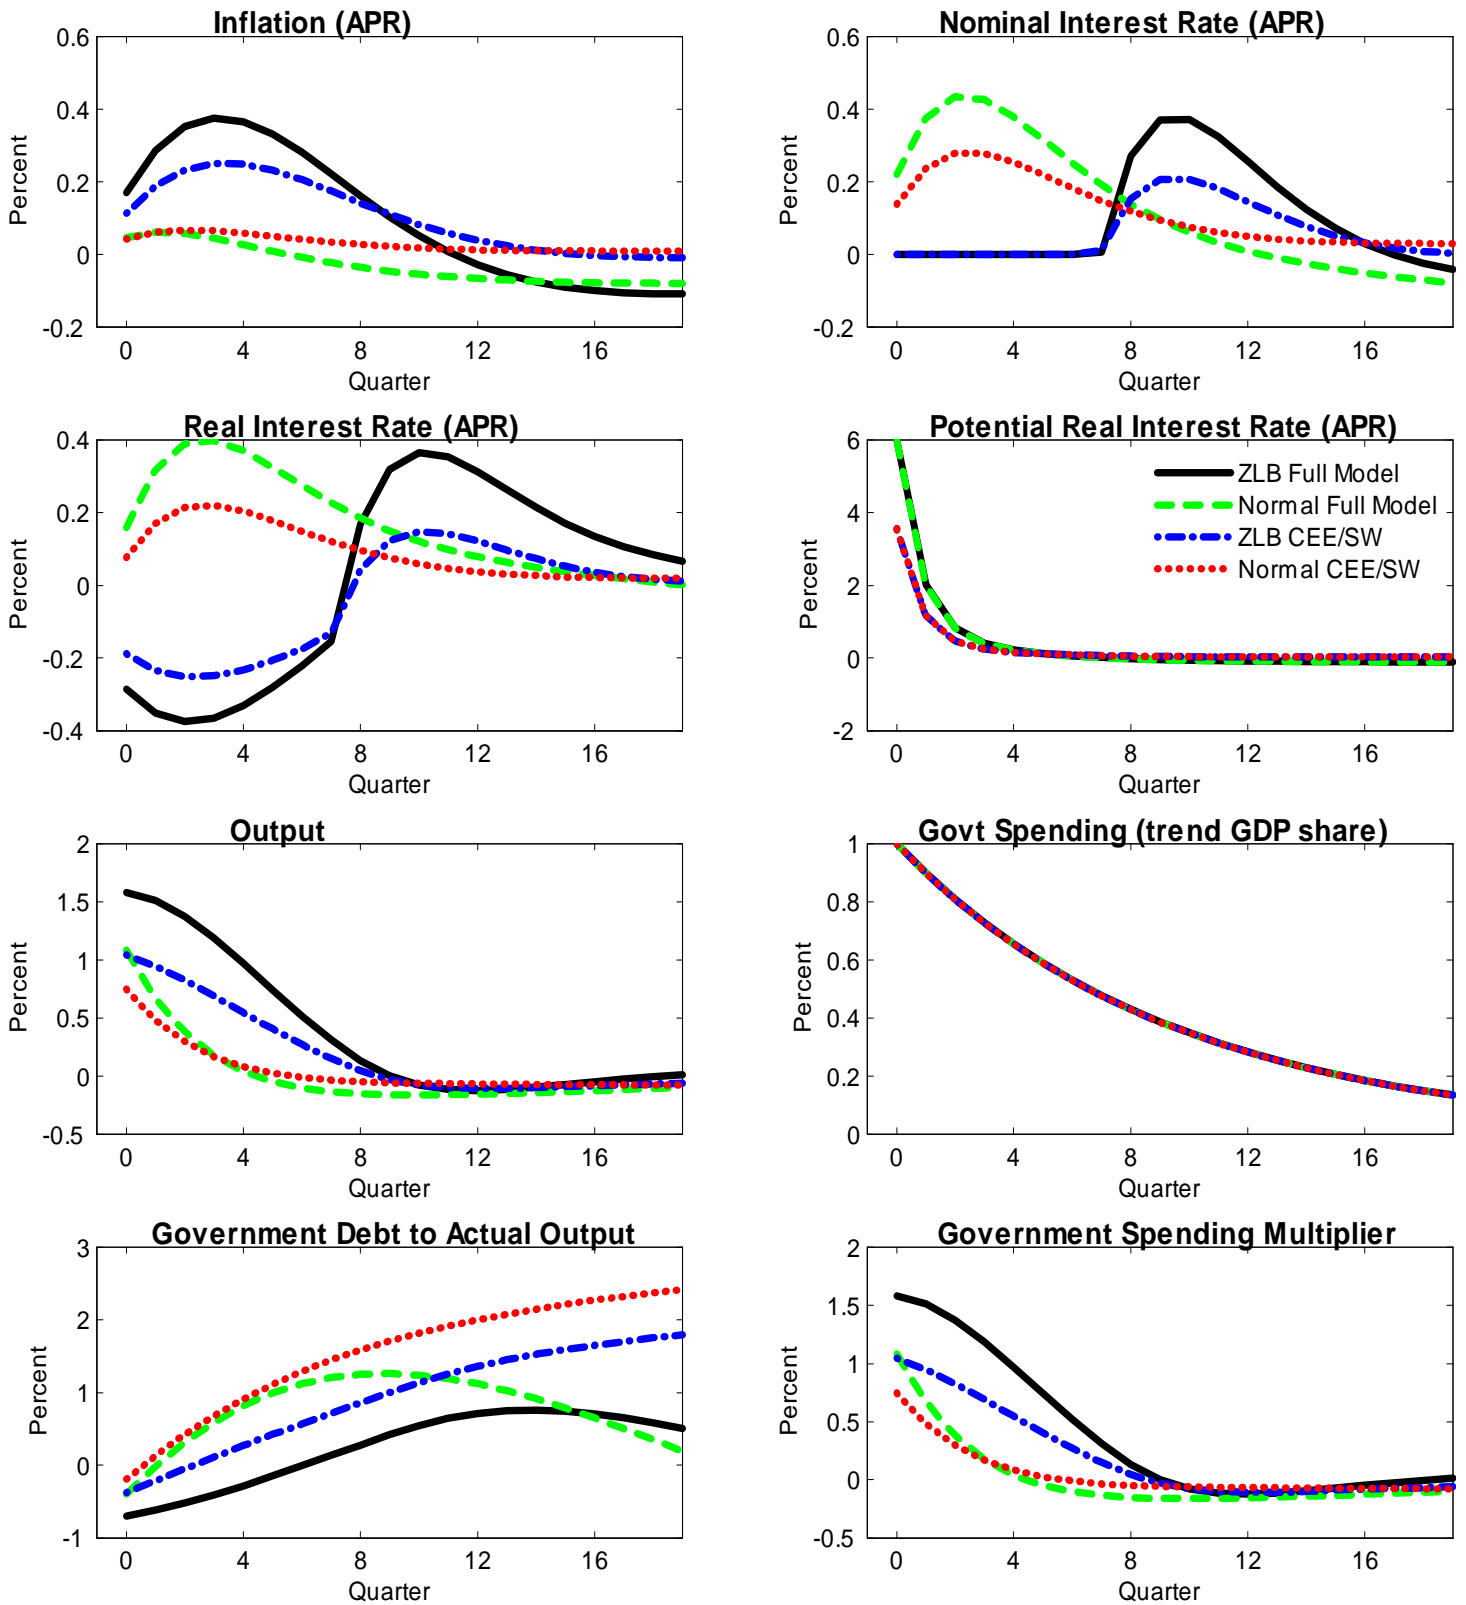 Inflation (APR)
0.6
0.4
0.2
0
-0.2
Percent
0 4 8 12 16
Quarter
Nominal Interest Rate (APR)
0.6
0.4
0.2
0
-0.2
Percent
0 4 8 12 16
Quarter
Real Interest Rate (APR)
0.4
0.2
0
-0.2
-0.4
Percent
0 4 8 12 16
Quarter
Potential Real Interest Rate (APR)
6
4
2
0
-2
Percent
ZLB Full Model
Normal Full Model
ZLB CEE/SW
Normal CEE/SW
0 4 8 12 16
Quarter
Output
2
1.5
1
0.5
0
-0.5
Percent
0 4 8 12 16
Quarter
Govt Spending (trend GDP share)
1
0.8
0.6
0.4
0.2
0
Percent
0 4 8 12 16
Quarter
Government Debt to Actual Output
3
2
1
0
-1
Percent
0 4 8 12 16
Quarter
Government Spending Multiplier
2
1.5
1
0.5
0
-0.5
Percent
0 4 8 12 16
Quarter